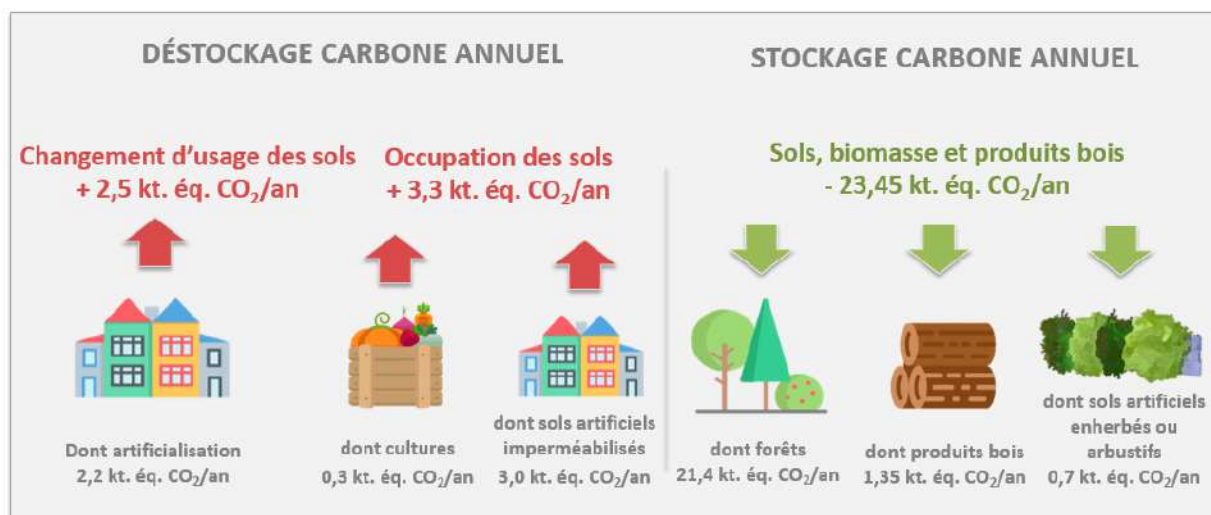 DÉSTOCKAGE CARBONE ANNUEL
STOCKAGE CARBONE ANNUEL
Changement d'usage des sols
+ 2,5 kt. éq. CO₂/an
Occupation des sols
+ 3,3 kt. éq. CO₂/an
Sols, biomasse et produits bois
- 23,45 kt. éq. CO₂/an
Dont artificialisation
2,2 kt. éq. CO₂/an
dont cultures
0,3 kt. éq. CO₂/an
dont sols artificiels
imperméabilisés
3,0 kt. éq. CO₂/an
dont forêts
21,4 kt. éq. CO₂/an
dont produits bois
1,35 kt. éq. CO₂/an
dont sols artificiels
enherbés ou
arbustifs
0,7 kt. éq. CO₂/an